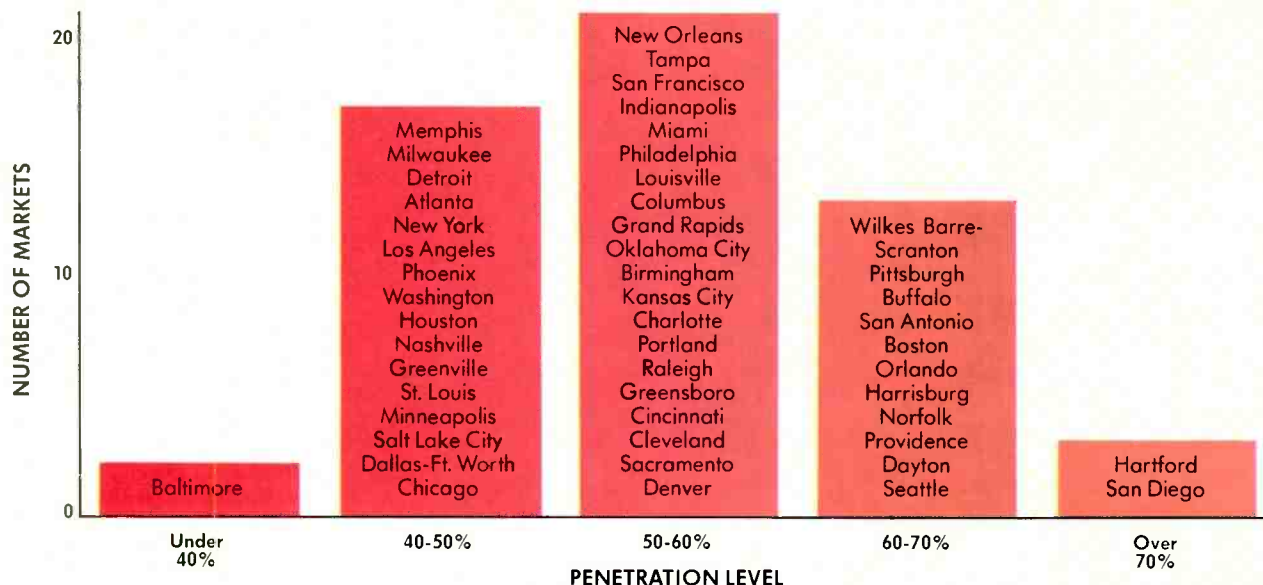 NUMBER OF MARKETS
20
10
0
Baltimore
Memphis
Milwaukee
Detroit
Atlanta
New York
Los Angeles
Phoenix
Washington
Houston
Nashville
Greenville
St. Louis
Minneapolis
Salt Lake City
Dallas-Ft. Worth
Chicago
New Orleans
Tampa
San Francisco
Indianapolis
Miami
Philadelphia
Louisville
Columbus
Grand Rapids
Oklahoma City
Birmingham
Kansas City
Charlotte
Portland
Raleigh
Greensboro
Cincinnati
Cleveland
Sacramento
Denver
Wilkes Barre-
Scranton
Pittsburgh
Buffalo
San Antonio
Boston
Orlando
Harrisburg
Norfolk
Providence
Dayton
Seattle
Hartford
San Diego
Under
40%
40-50%
50-60%
60-70%
Over
70%
PENETRATION LEVEL